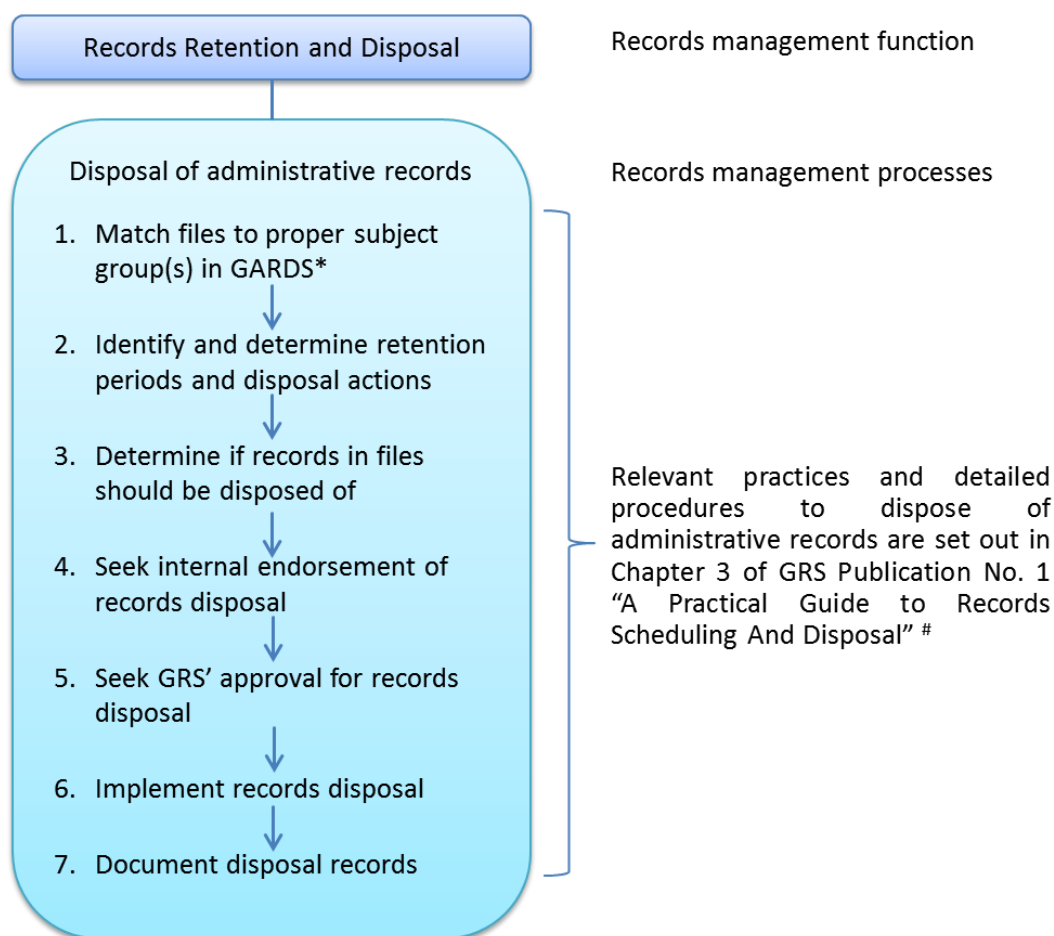 Records Retention and Disposal
Records management function
Disposal of administrative records
Records management processes
1. Match files to proper subject
group(s) in GARDS*
2. Identify and determine retention
periods and disposal actions
3. Determine if records in files
should be disposed of
4. Seek internal endorsement of
records disposal
5. Seek GRS’ approval for records
disposal
6. Implement records disposal
7. Document disposal records
Relevant practices and detailed
procedures to dispose of
administrative records are set out in
Chapter 3 of GRS Publication No. 1
“A Practical Guide to Records
Scheduling And Disposal” #